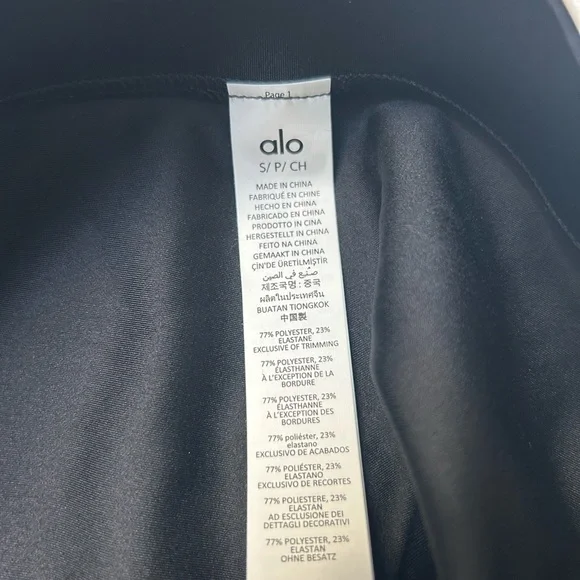 Page 1
alo
S/ P/ CH
MADE IN CHINA
FABRIQUÉ EN CHINE
HECHO EN CHINA
FABRICADO EN CHINA
PRODOTTO IN CINA
HERGESTELLT IN CHINA
FEITO NA CHINA
GEMAAKT IN CHINA
ÇİN'DE ÜRETİLMİŞTİR
صُنِع في الصين
제조국명 : 중국
ผลิตในประเทศจีน
BUATAN TIONGKOK
中国製
77% POLYESTER, 23%
ELASTANE
EXCLUSIVE OF TRIMMING
77% POLYESTER, 23%
ÉLASTHANNE
À L'EXCEPTION DE LA
BORDURE
77% POLYESTER, 23%
ÉLASTHANNE
À L'EXCEPTION DES
BORDURES
77% poliéster, 23%
elastano
EXCLUSIVO DE ACABADOS
77% POLIÉSTER, 23%
ELASTANO
EXCLUSIVO DE RECORTES
77% POLIESTERE, 23%
ELASTAN
AD ESCLUSIONE DEI
DETTAGLI DECORATIVI
77% POLYESTER, 23%
ELASTAN
OHNE BESATZ